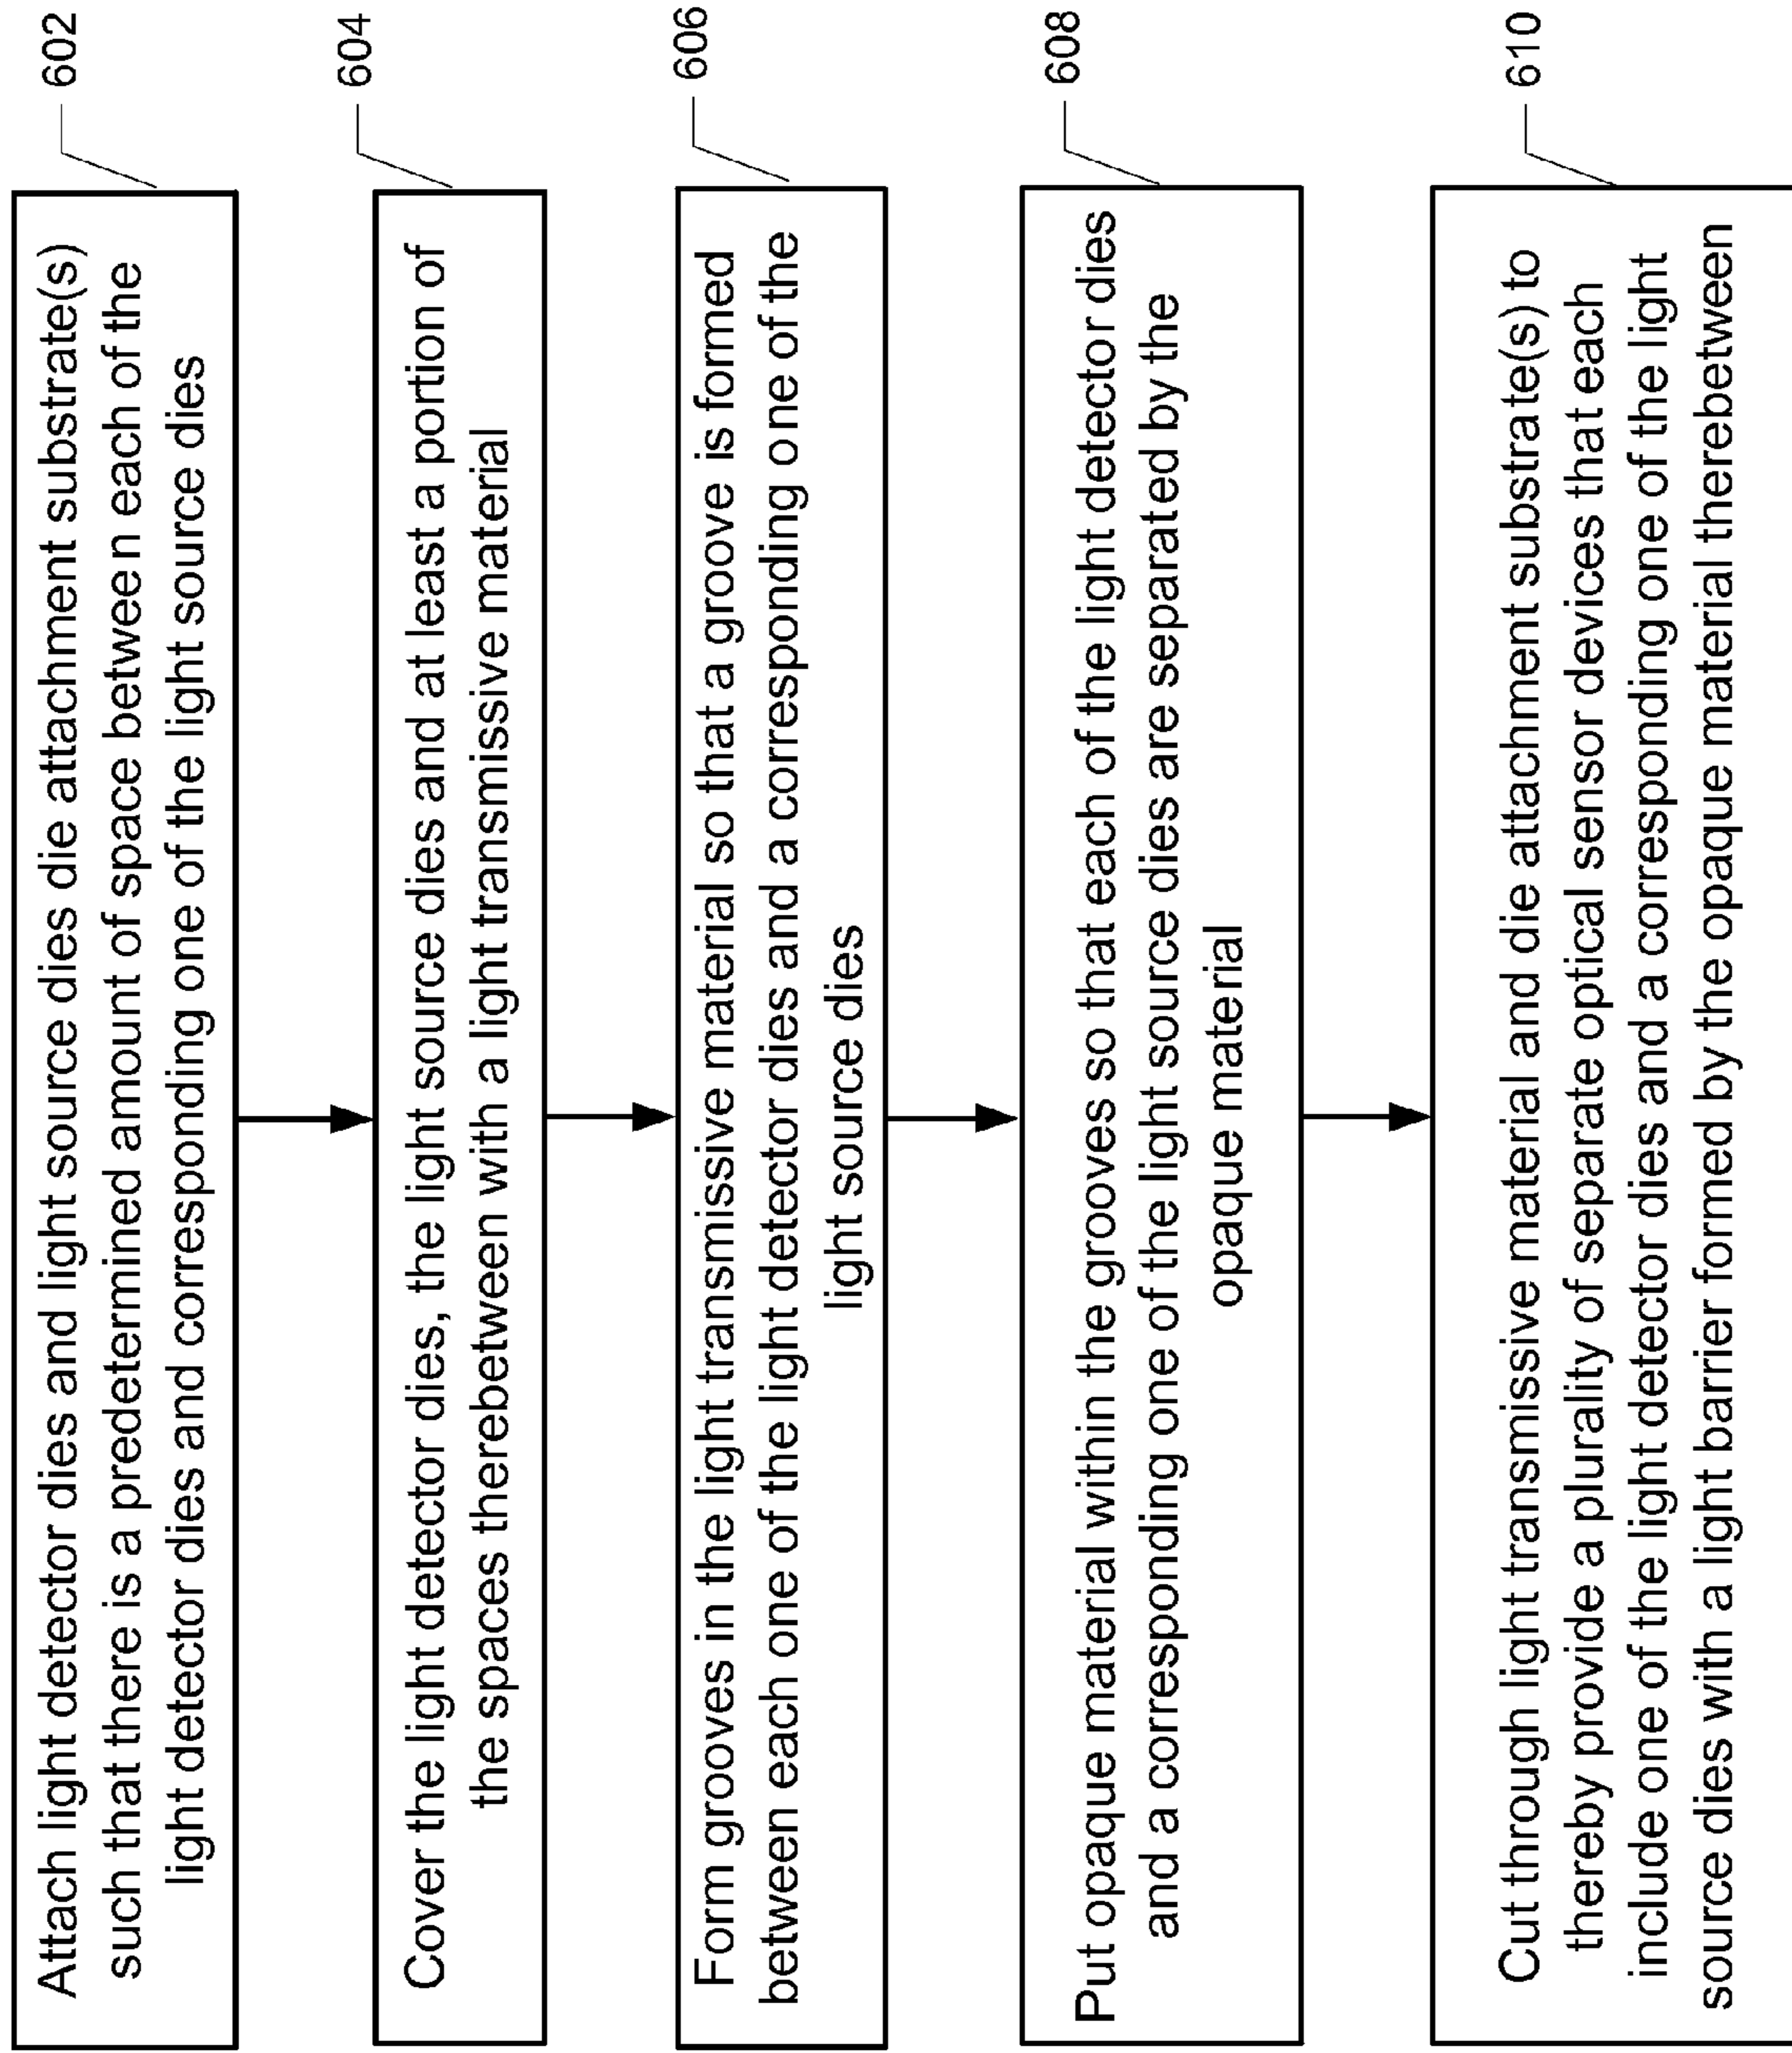 Attach light detector dies and light source dies die attachment substrate(s)
such that there is a predetermined amount of space between each of the
light detector dies and corresponding one of the light source dies
602
Cover the light detector dies, the light source dies and at least a portion of
the spaces therebetween with a light transmissive material
604
Form grooves in the light transmissive material so that a groove is formed
between each one of the light detector dies and a corresponding one of the
light source dies
606
Put opaque material within the grooves so that each of the light detector dies
and a corresponding one of the light source dies are separated by the
opaque material
608
Cut through light transmissive material and die attachment substrate(s) to
thereby provide a plurality of separate optical sensor devices that each
include one of the light detector dies and a corresponding one of the light
source dies with a light barrier formed by the opaque material therebetween
610